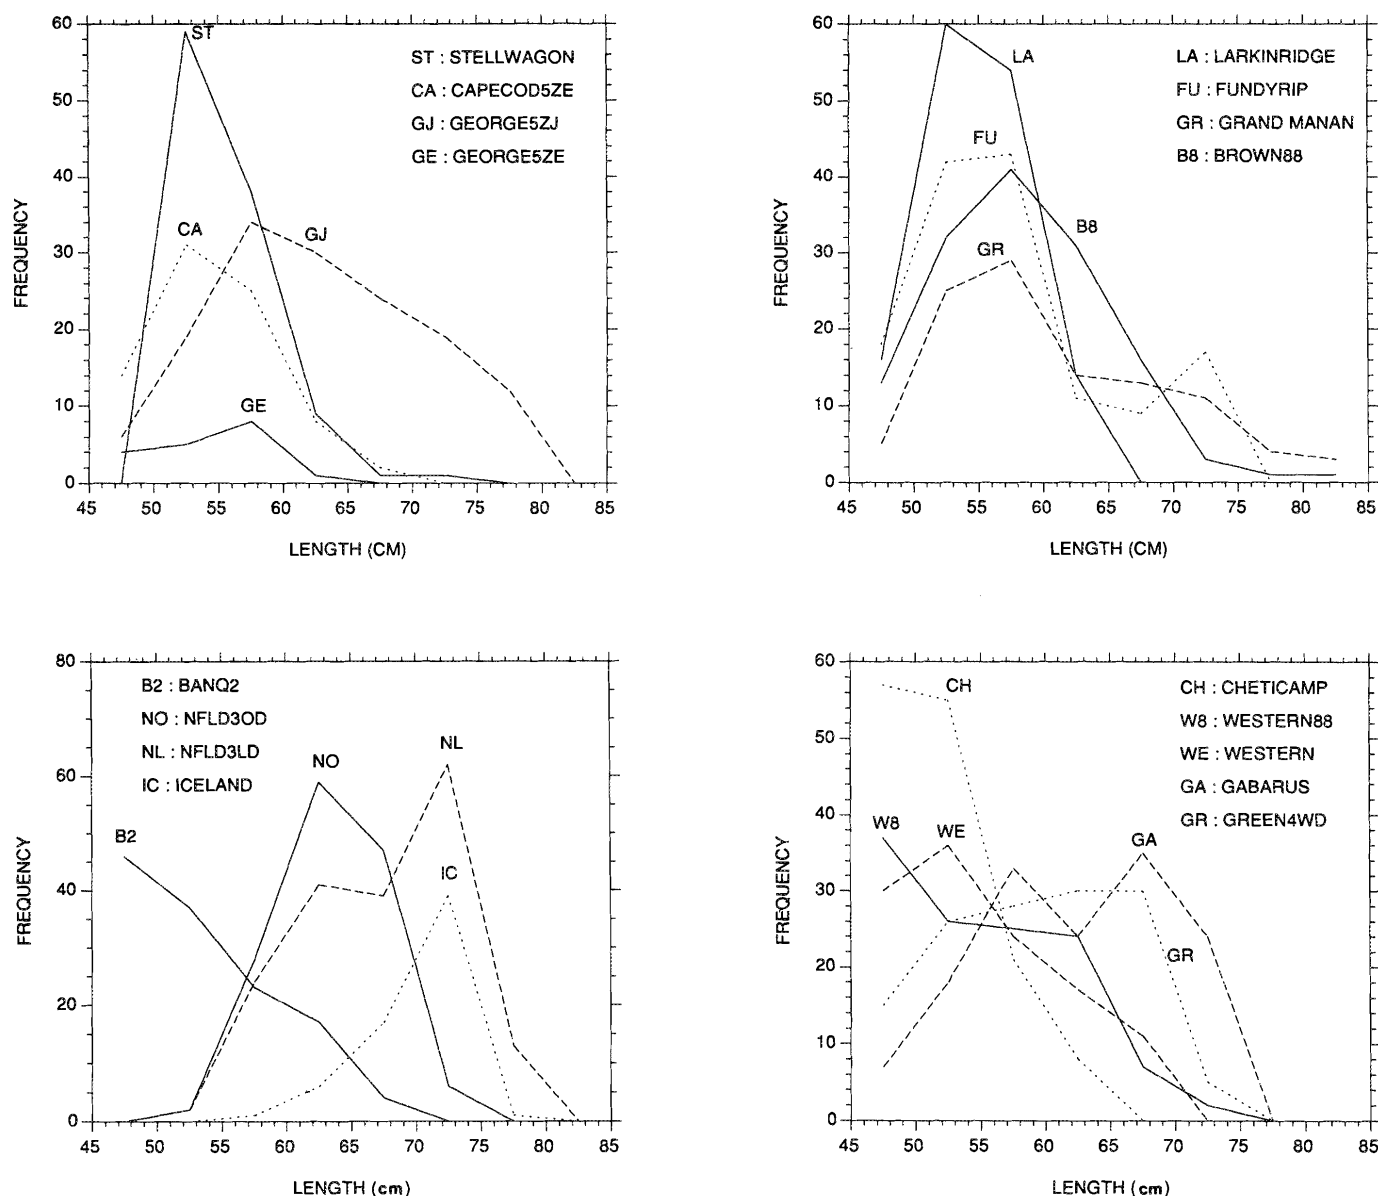 60
50
40
30
20
10
0
FREQUENCY
ST
CA
GJ
GE
ST : STELLWAGON
CA : CAPECOD5ZE
GJ : GEORGE5ZJ
GE : GEORGE5ZE
45 50 55 60 65 70 75 80 85
LENGTH (CM)
60
50
40
30
20
10
0
FREQUENCY
LA
FU
B8
GR
LA : LARKINRIDGE
FU : FUNDYRIP
GR : GRAND MANAN
B8 : BROWN88
45 50 55 60 65 70 75 80 85
LENGTH (CM)
80
60
40
20
0
FREQUENCY
B2 : BANQ2
NO : NFLD3OD
NL : NFLD3LD
IC : ICELAND
B2
NO
NL
IC
45 50 55 60 65 70 75 80 85
LENGTH (cm)
60
50
40
30
20
10
0
FREQUENCY
CH
W8
WE
GA
GR
CH : CHETICAMP
W8 : WESTERN88
WE : WESTERN
GA : GABARUS
GR : GREEN4WD
45 50 55 60 65 70 75 80 85
LENGTH (cm)